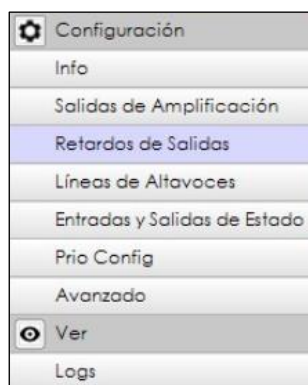 Configuración
Info
Salidas de Amplificación
Retardos de Salidas
Líneas de Altavoces
Entradas y Salidas de Estado
Prio Config
Avanzado
Ver
Logs